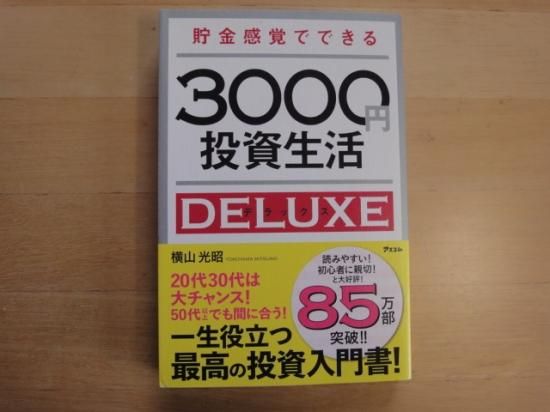 貯金感覚でできる
3000円
投資生活
DELUXE
デラックス
横山 光昭 YOKOYAMA MITSUAKI
アスコム
20代30代は
大チャンス!
50代以上でも間に合う!
読みやすい!
初心者に親切!
と大好評!
85万部
突破!!
一生役立つ
最高の投資入門書!